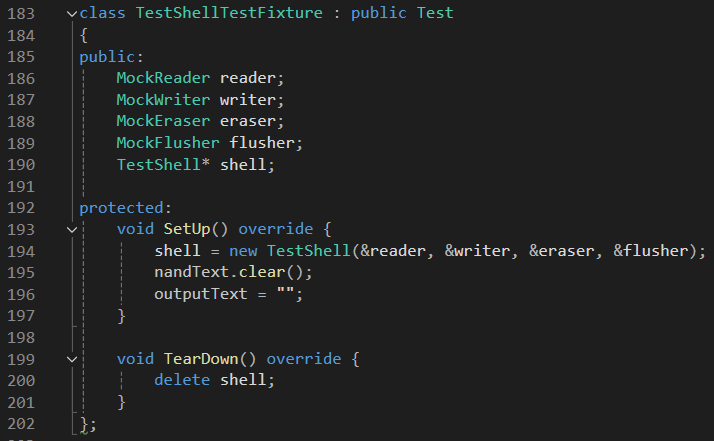 183 class TestShellTestFixture : public Test
184 {
185 public:
186     MockReader reader;
187     MockWriter writer;
188     MockEraser eraser;
189     MockFlusher flusher;
190     TestShell* shell;
191
192 protected:
193     void SetUp() override {
194         shell = new TestShell(&reader, &writer, &eraser, &flusher);
195         nandText.clear();
196         outputText = "";
197     }
198
199     void TearDown() override {
200         delete shell;
201     }
202 };